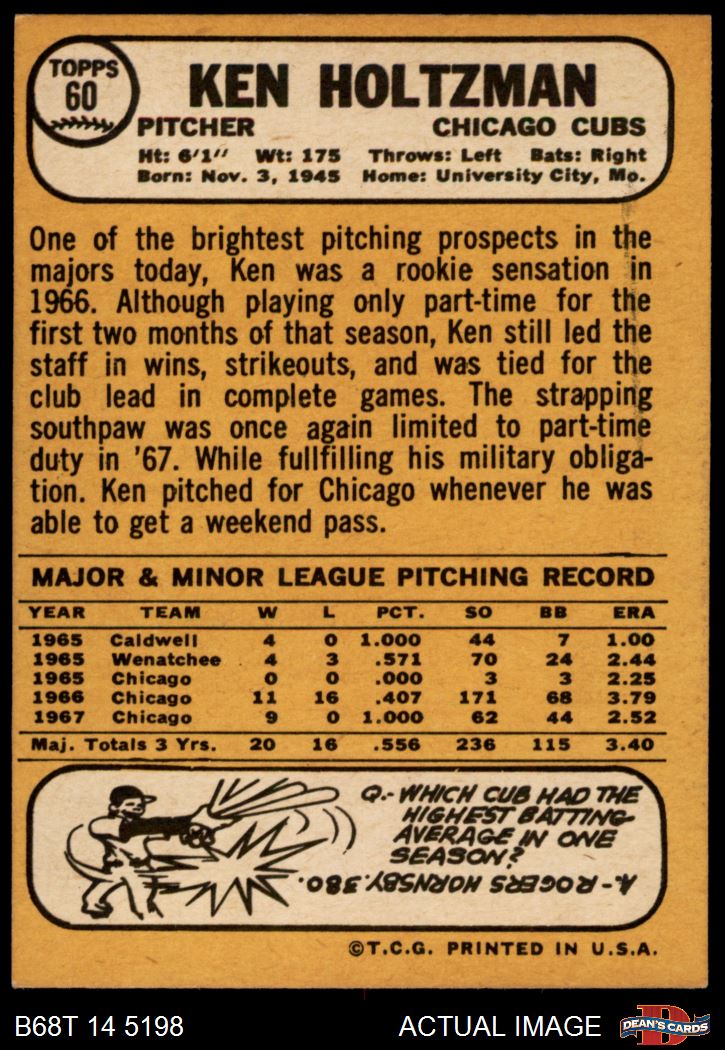 TOPPS
60
KEN HOLTZMAN
PITCHER CHICAGO CUBS
Ht: 6'1" Wt: 175 Throws: Left Bats: Right
Born: Nov. 3, 1945 Home: University City, Mo.
One of the brightest pitching prospects in the
majors today, Ken was a rookie sensation in
1966. Although playing only part-time for the
first two months of that season, Ken still led the
staff in wins, strikeouts, and was tied for the
club lead in complete games. The strapping
southpaw was once again limited to part-time
duty in '67. While fullfilling his military obliga-
tion. Ken pitched for Chicago whenever he was
able to get a weekend pass.
MAJOR & MINOR LEAGUE PITCHING RECORD
YEAR TEAM W L PCT. SO BB ERA
1965 Caldwell 4 0 1.000 44 7 1.00
1965 Wenatchee 4 3 .571 70 24 2.44
1965 Chicago 0 0 .000 3 3 2.25
1966 Chicago 11 16 .407 171 68 3.79
1967 Chicago 9 0 1.000 62 44 2.52
Maj. Totals 3 Yrs. 20 16 .556 236 115 3.40
Q.- WHICH CUB HAD THE
HIGHEST BATTING
AVERAGE IN ONE
SEASON?
A.- ROGERS HORNSBY .380.
©T.C.G. PRINTED IN U.S.A.
B68T 14 5198 ACTUAL IMAGE
D
DEAN'S CARDS